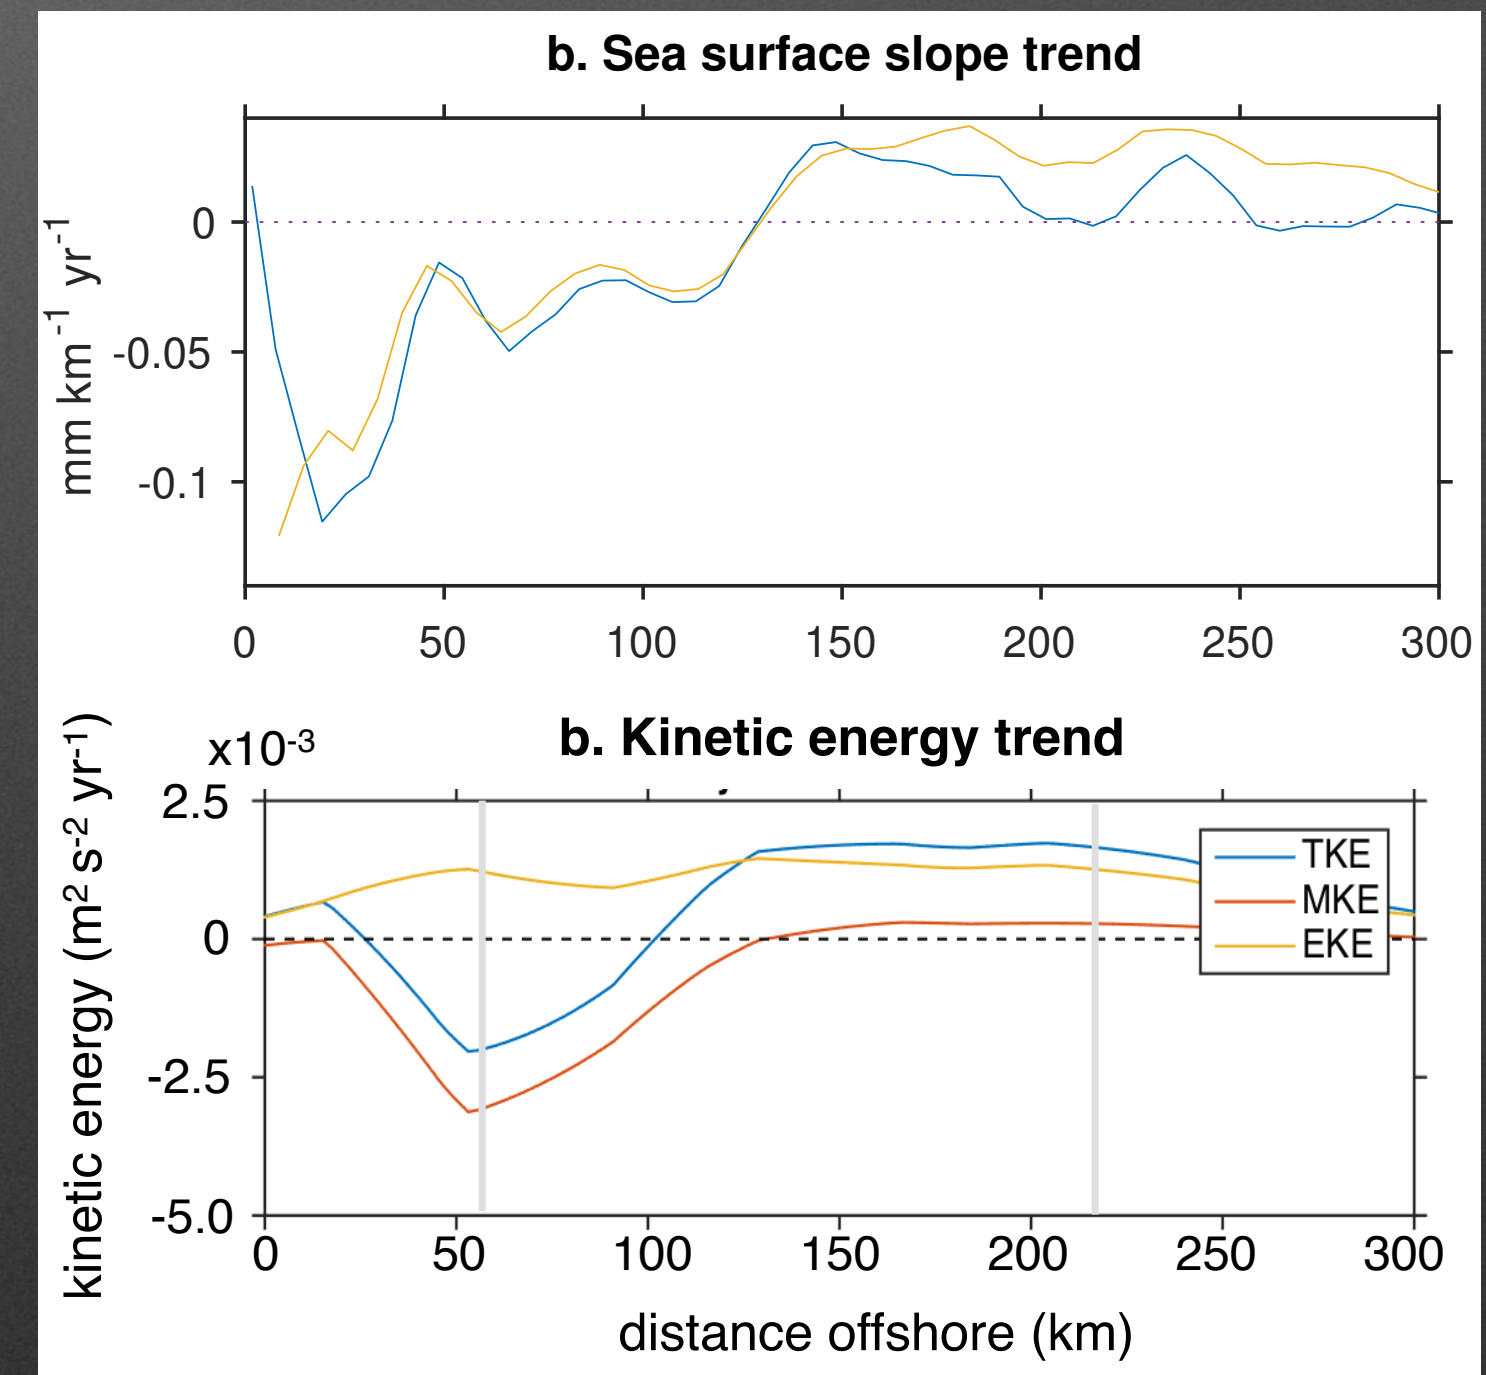 b. Sea surface slope trend
mm km-1 yr-1
0
-0.05
-0.1
0 50 100 150 200 250 300
b. Kinetic energy trend
x10-3
kinetic energy (m2 s-2 yr-1)
2.5
0
-2.5
-5.0
TKE
MKE
EKE
0 50 100 150 200 250 300
distance offshore (km)